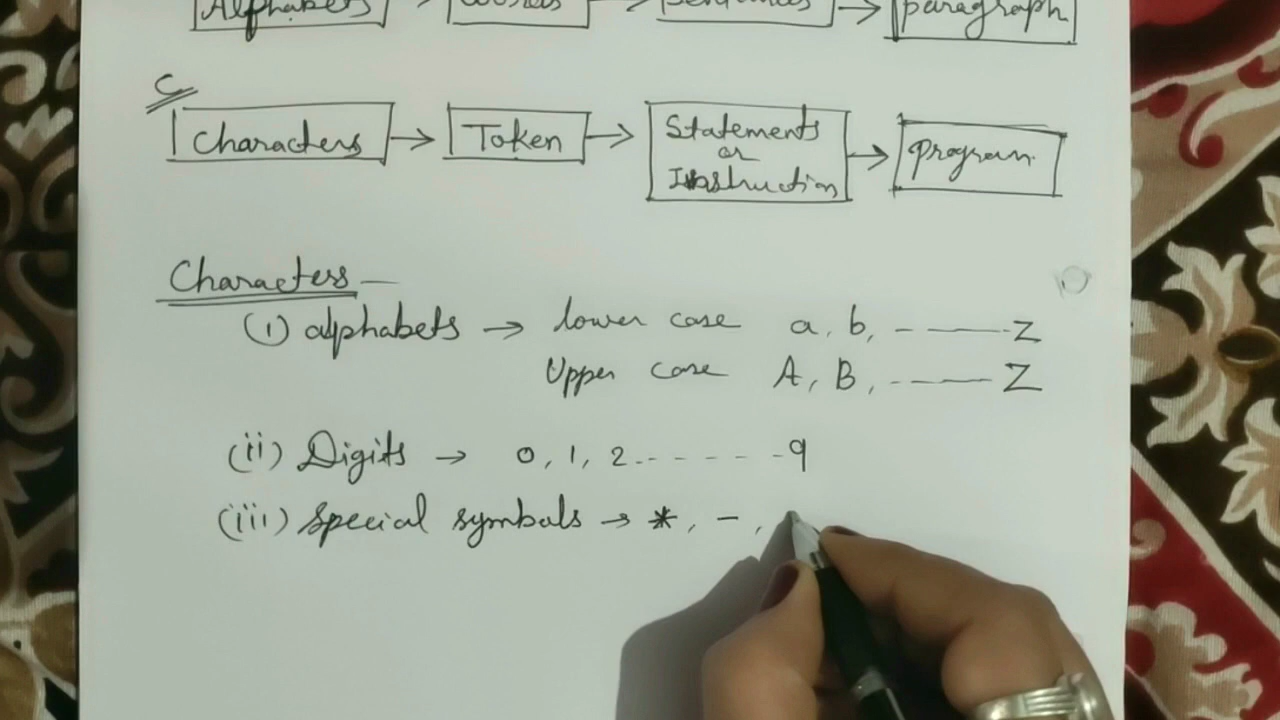 Alphabets → Words → Sentences → paragraph
C
Characters → Token → Statements or Instruction → Program.
Characters —
(i) alphabets → lower case a, b, - ——— z
Upper case A, B, - ——— Z
(ii) Digits → 0, 1, 2 - - - - - - 9
(iii) special symbols → *, -,